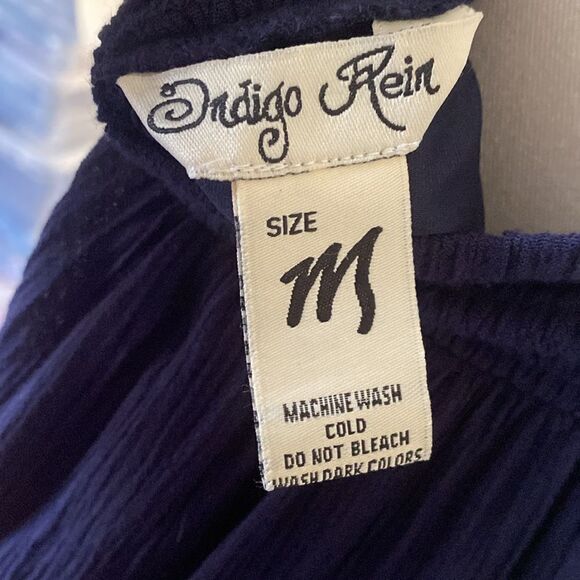 Indigo Rein
SIZE
M
MACHINE WASH
COLD
DO NOT BLEACH
WASH DARK COLORS